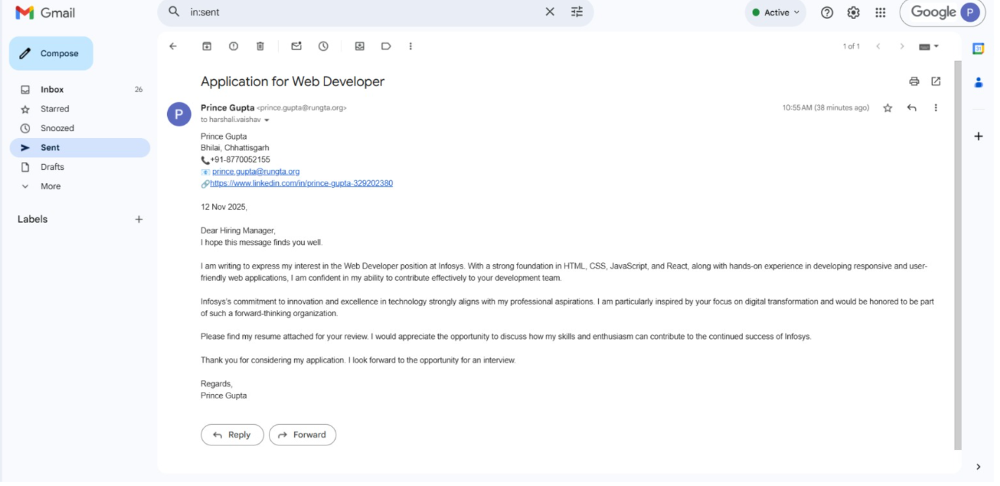 Gmail
in:sent
Active
Google
P
Compose
Inbox 26
Starred
Snoozed
Sent
Drafts
More
Labels
1 of 1
31
Application for Web Developer
P
Prince Gupta <prince.gupta@rungta.org>
10:55 AM (38 minutes ago)
to harshali.vaishav
Prince Gupta
Bhilai, Chhattisgarh
📞+91-8770052155
📧 prince.gupta@rungta.org
🔗https://www.linkedin.com/in/prince-gupta-329202380
12 Nov 2025,
Dear Hiring Manager,
I hope this message finds you well.
I am writing to express my interest in the Web Developer position at Infosys. With a strong foundation in HTML, CSS, JavaScript, and React, along with hands-on experience in developing responsive and user-
friendly web applications, I am confident in my ability to contribute effectively to your development team.
Infosys's commitment to innovation and excellence in technology strongly aligns with my professional aspirations. I am particularly inspired by your focus on digital transformation and would be honored to be part
of such a forward-thinking organization.
Please find my resume attached for your review. I would appreciate the opportunity to discuss how my skills and enthusiasm can contribute to the continued success of Infosys.
Thank you for considering my application. I look forward to the opportunity for an interview.
Regards,
Prince Gupta
Reply
Forward